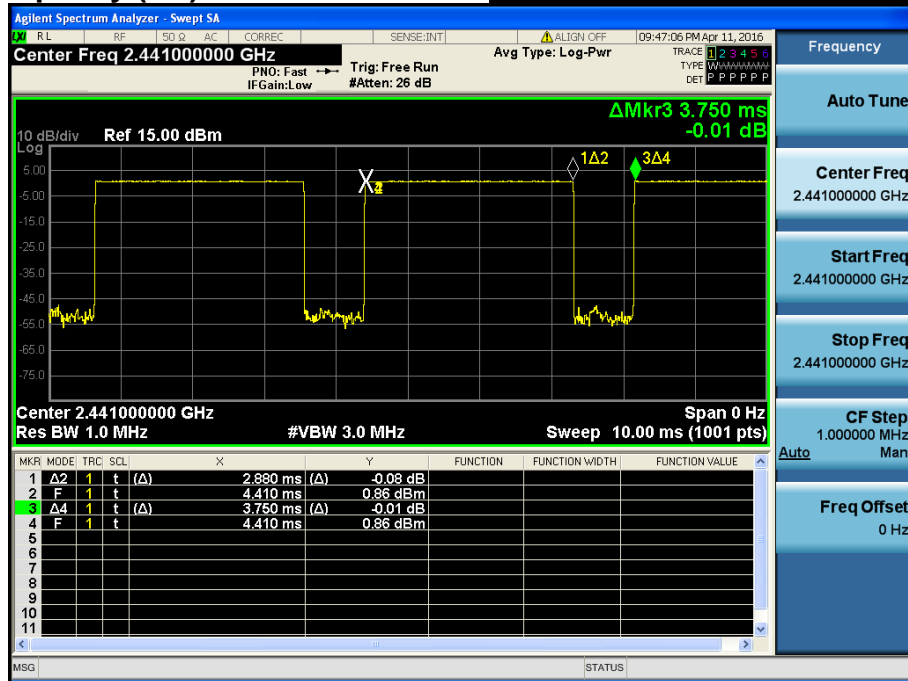 Agilent Spectrum Analyzer - Swept SA
LXI RL RF 50 Ω AC CORREC SENSE:INT ALIGN OFF 09:47:06 PM Apr 11, 2016
Center Freq 2.441000000 GHz
PNO: Fast
IFGain:Low
Trig: Free Run
#Atten: 26 dB
Avg Type: Log-Pwr
TRACE 1 2 3 4 5 6
TYPE WWWWWW
DET P P P P P P
ΔMkr3 3.750 ms
-0.01 dB
10 dB/div Ref 15.00 dBm
Log
5.00
-5.00
-15.0
-25.0
-35.0
-45.0
-55.0
-65.0
-75.0
1Δ2
3Δ4
Center 2.441000000 GHz Span 0 Hz
Res BW 1.0 MHz #VBW 3.0 MHz Sweep 10.00 ms (1001 pts)
MKR MODE TRC SCL X Y FUNCTION FUNCTION WIDTH FUNCTION VALUE
1 Δ2 1 t (Δ) 2.880 ms (Δ) -0.08 dB
2 F 1 t 4.410 ms 0.86 dBm
3 Δ4 1 t (Δ) 3.750 ms (Δ) -0.01 dB
4 F 1 t 4.410 ms 0.86 dBm
5
6
7
8
9
10
11
MSG STATUS
Frequency
Auto Tune
Center Freq
2.441000000 GHz
Start Freq
2.441000000 GHz
Stop Freq
2.441000000 GHz
CF Step
1.000000 MHz
Auto Man
Freq Offset
0 Hz